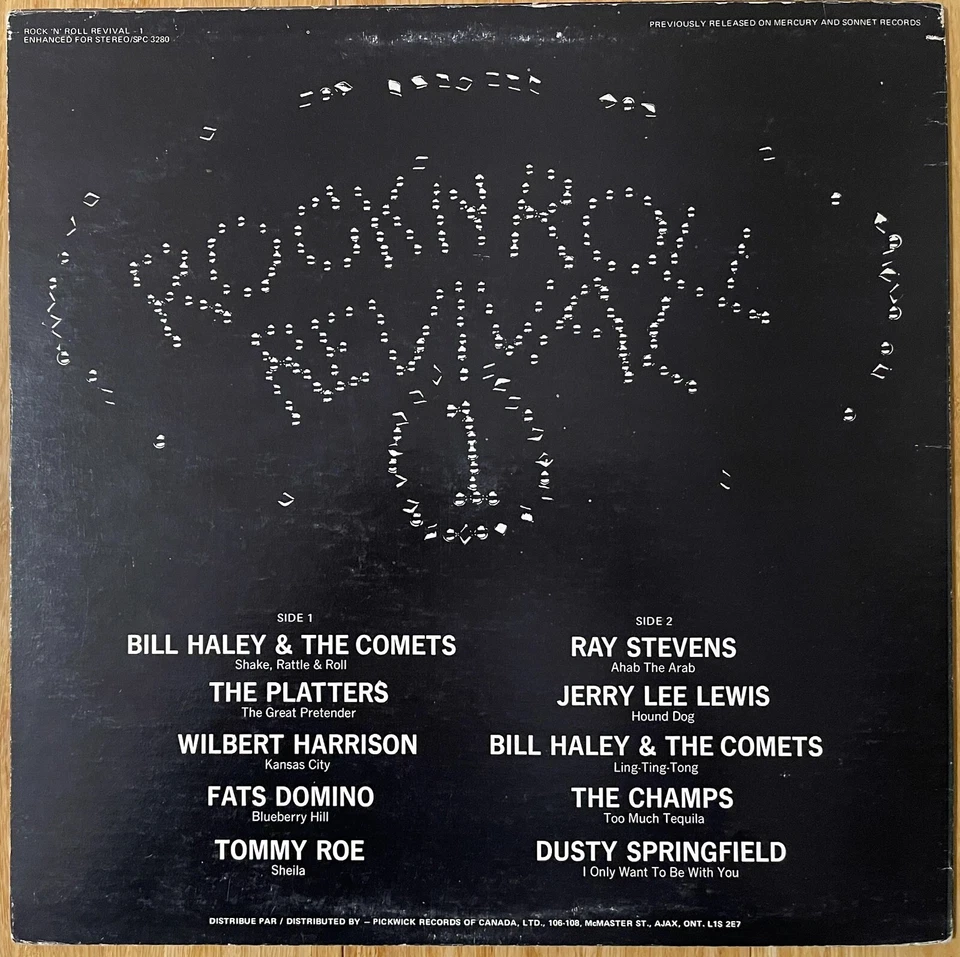 ROCK 'N' ROLL REVIVAL - 1
ENHANCED FOR STEREO/SPC 3280
PREVIOUSLY RELEASED ON MERCURY AND SONNET RECORDS
ROCK'N ROLL
REVIVAL
1
SIDE 1
BILL HALEY & THE COMETS
Shake, Rattle & Roll
THE PLATTERS
The Great Pretender
WILBERT HARRISON
Kansas City
FATS DOMINO
Blueberry Hill
TOMMY ROE
Sheila
SIDE 2
RAY STEVENS
Ahab The Arab
JERRY LEE LEWIS
Hound Dog
BILL HALEY & THE COMETS
Ling-Ting-Tong
THE CHAMPS
Too Much Tequila
DUSTY SPRINGFIELD
I Only Want To Be With You
DISTRIBUE PAR / DISTRIBUTED BY – PICKWICK RECORDS OF CANADA, LTD., 106-108, McMASTER ST., AJAX, ONT. L1S 2E7